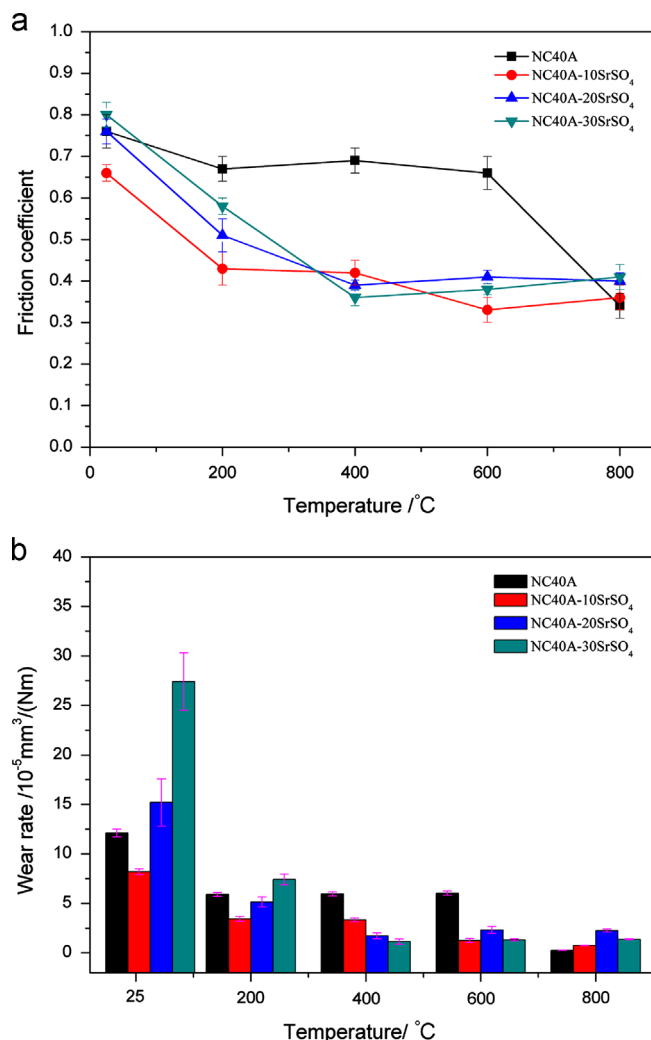 a
1.0
0.9
0.8
0.7
0.6
0.5
0.4
0.3
0.2
0.1
0.0
Friction coefficient
NC40A
NC40A-10SrSO₄
NC40A-20SrSO₄
NC40A-30SrSO₄
0 200 400 600 800
Temperature /°C
b
40
35
30
25
20
15
10
5
0
Wear rate /10⁻⁵mm³/(Nm)
NC40A
NC40A-10SrSO₄
NC40A-20SrSO₄
NC40A-30SrSO₄
25 200 400 600 800
Temperature/ °C